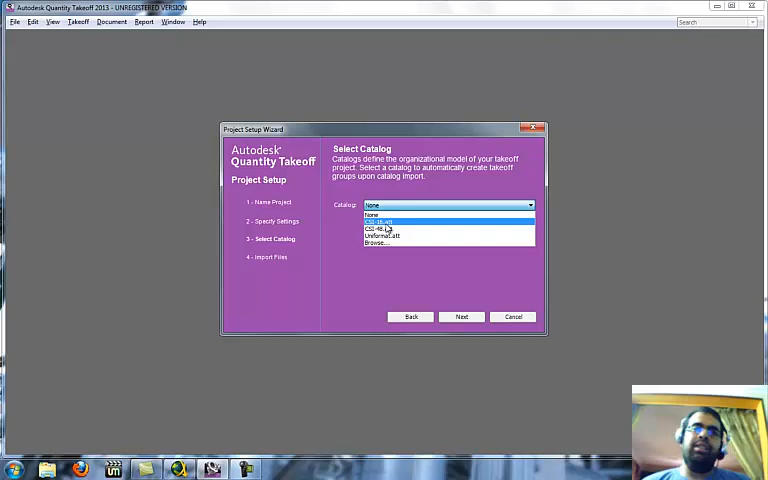 Autodesk Quantity Takeoff 2013 - UNREGISTERED VERSION
File Edit View Takeoff Document Report Window Help
Search
Project Setup Wizard
Autodesk
Quantity Takeoff
Project Setup
1 - Name Project
2 - Specify Settings
3 - Select Catalog
4 - Import Files
Select Catalog
Catalogs define the organizational model of your takeoff
project. Select a catalog to automatically create takeoff
groups upon catalog import.
Catalog: None
None
CSI-16.att
Uniformat.att
Browse...
Back Next Cancel